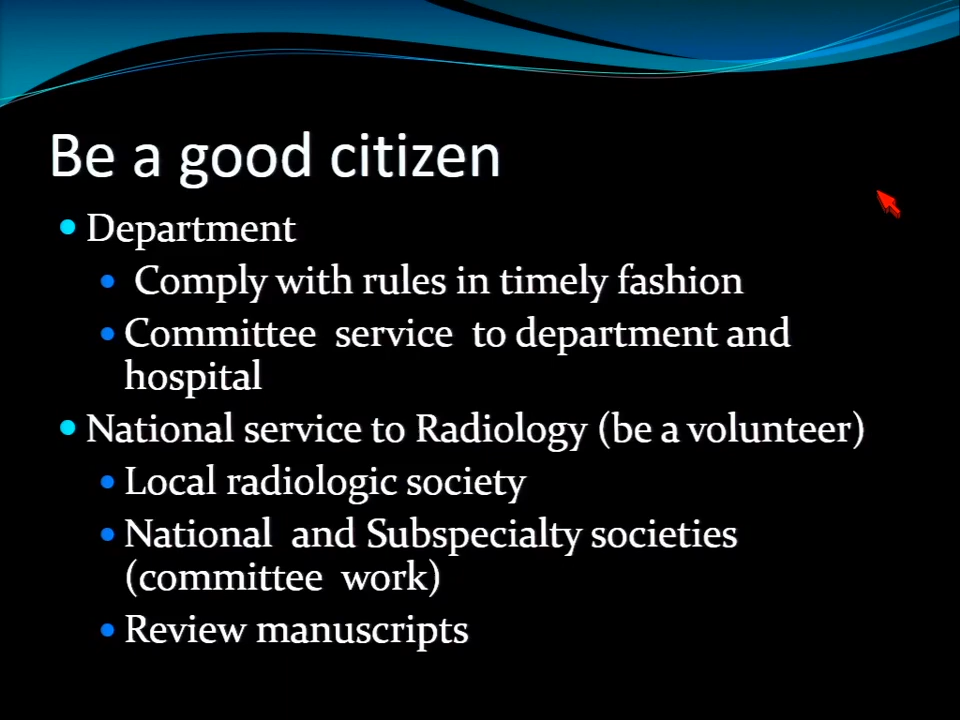 Be a good citizen
Department
Comply with rules in timely fashion
Committee service to department and
hospital
National service to Radiology (be a volunteer)
Local radiologic society
National and Subspecialty societies
(committee work)
Review manuscripts